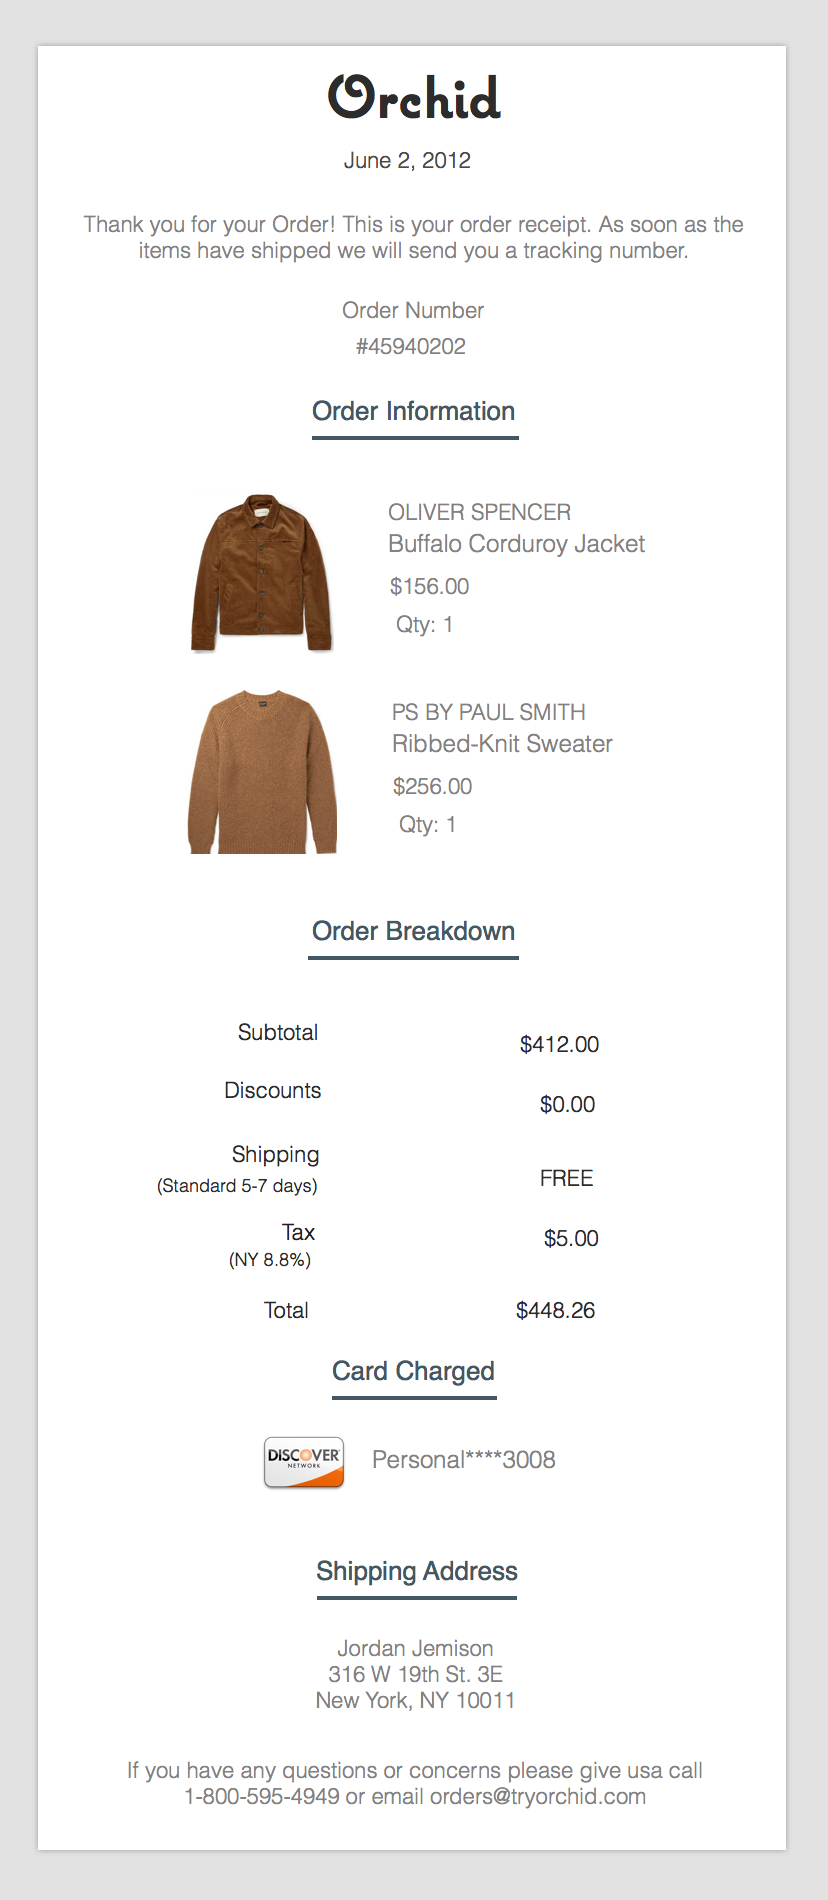 Orchid
June 2, 2012
Thank you for your Order! This is your order receipt. As soon as the
items have shipped we will send you a tracking number.
Order Number
#45940202
Order Information
OLIVER SPENCER
Buffalo Corduroy Jacket
$156.00
Qty: 1
PS BY PAUL SMITH
Ribbed-Knit Sweater
$256.00
Qty: 1
Order Breakdown
Subtotal $412.00
Discounts $0.00
Shipping
(Standard 5-7 days) FREE
Tax $5.00
(NY 8.8%)
Total $448.26
Card Charged
DISCOVER
NETWORK
Personal****3008
Shipping Address
Jordan Jemison
316 W 19th St. 3E
New York, NY 10011
If you have any questions or concerns please give usa call
1-800-595-4949 or email orders@tryorchid.com